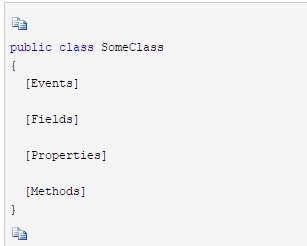 public class SomeClass
{
[Events]
[Fields]
[Properties]
[Methods]
}